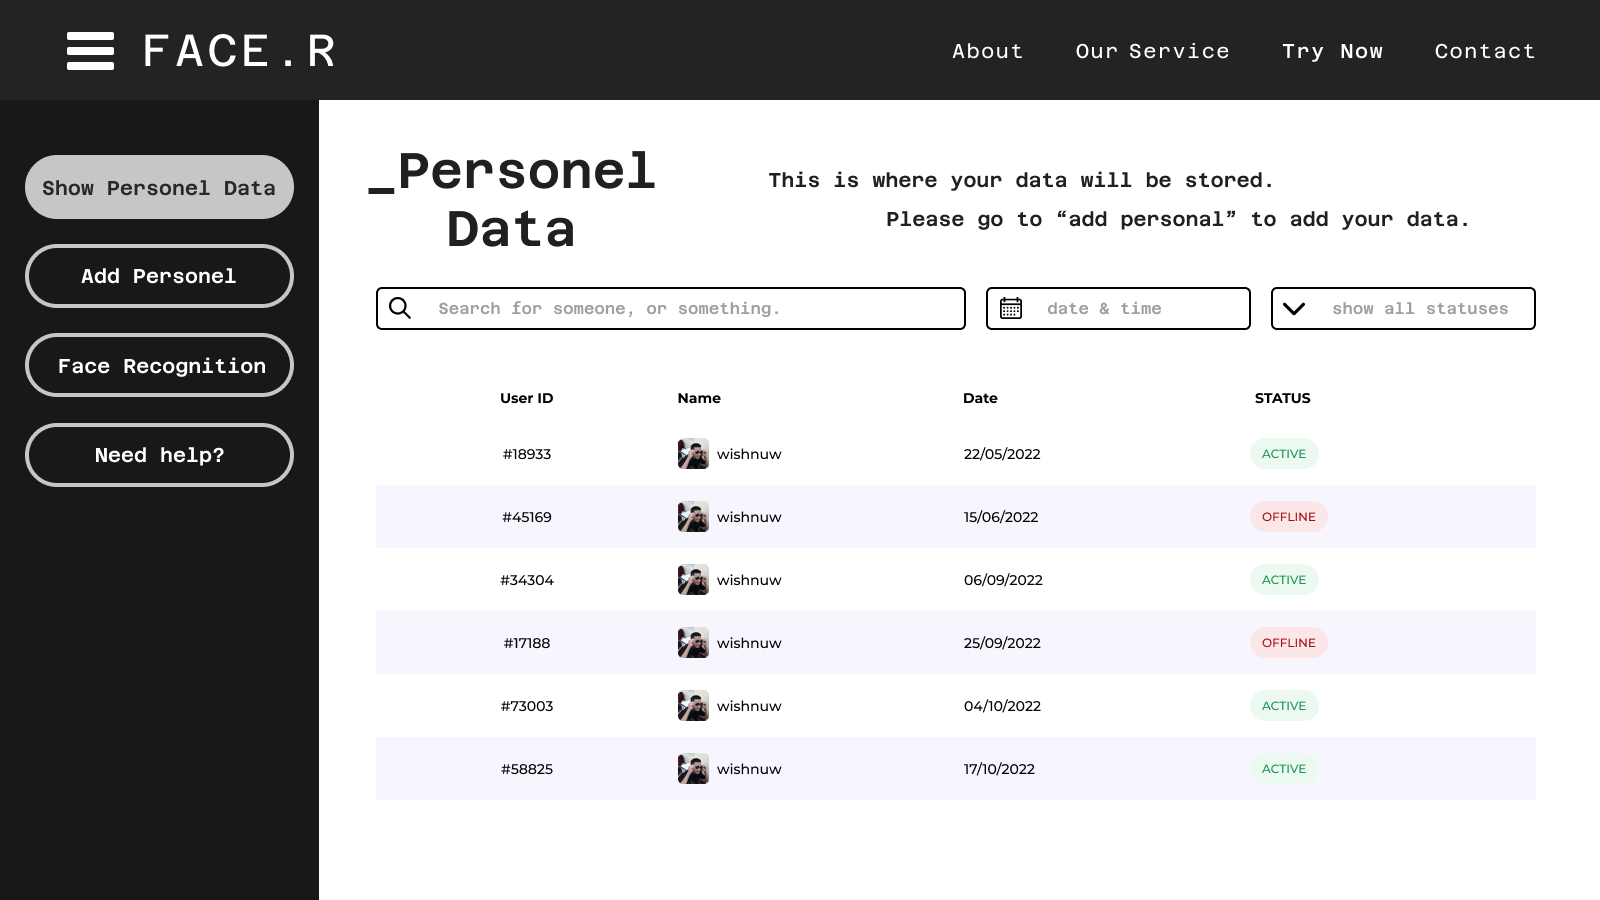 FACE.R
About Our Service Try Now Contact
Show Personel Data
Add Personel
Face Recognition
Need help?
_Personel
Data
This is where your data will be stored.
Please go to “add personal” to add your data.
Search for someone, or something.
date & time
show all statuses
User ID Name Date STATUS
#18933 wishnuw 22/05/2022 ACTIVE
#45169 wishnuw 15/06/2022 OFFLINE
#34304 wishnuw 06/09/2022 ACTIVE
#17188 wishnuw 25/09/2022 OFFLINE
#73003 wishnuw 04/10/2022 ACTIVE
#58825 wishnuw 17/10/2022 ACTIVE